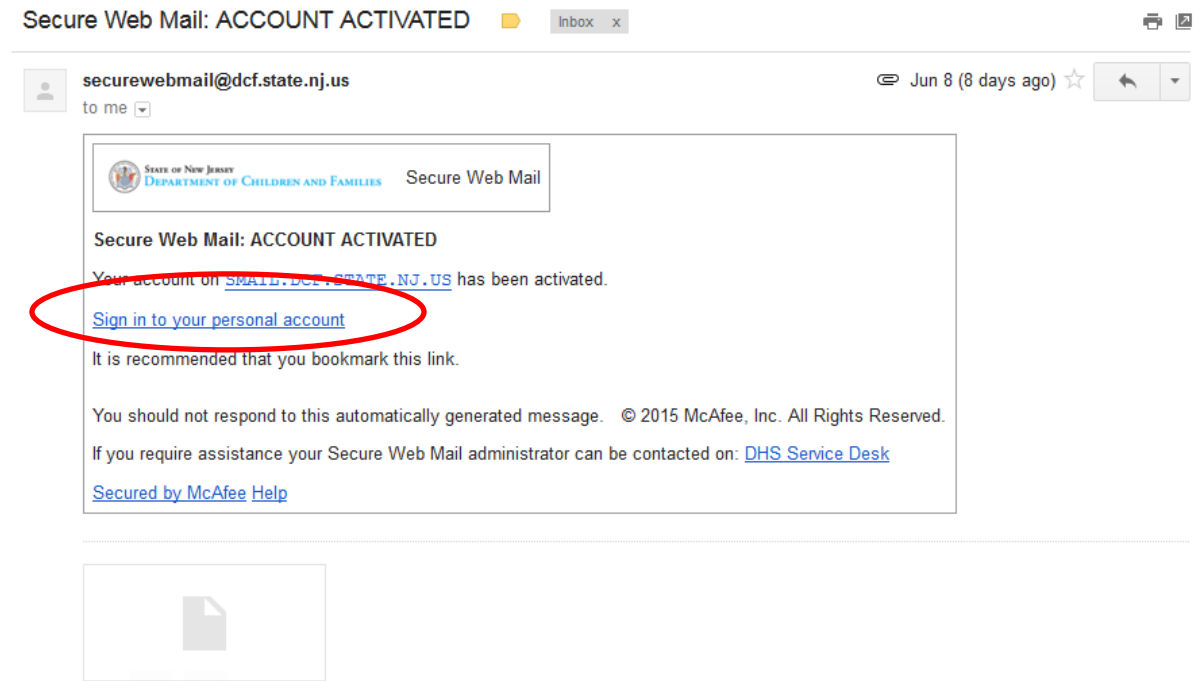 Secure Web Mail: ACCOUNT ACTIVATED Inbox x
securewebmail@dcf.state.nj.us Jun 8 (8 days ago)
to me
STATE OF NEW JERSEY
DEPARTMENT OF CHILDREN AND FAMILIES Secure Web Mail
Secure Web Mail: ACCOUNT ACTIVATED
Your account on SMAIL.DCF.STATE.NJ.US has been activated.
Sign in to your personal account
It is recommended that you bookmark this link.
You should not respond to this automatically generated message. © 2015 McAfee, Inc. All Rights Reserved.
If you require assistance your Secure Web Mail administrator can be contacted on: DHS Service Desk
Secured by McAfee Help